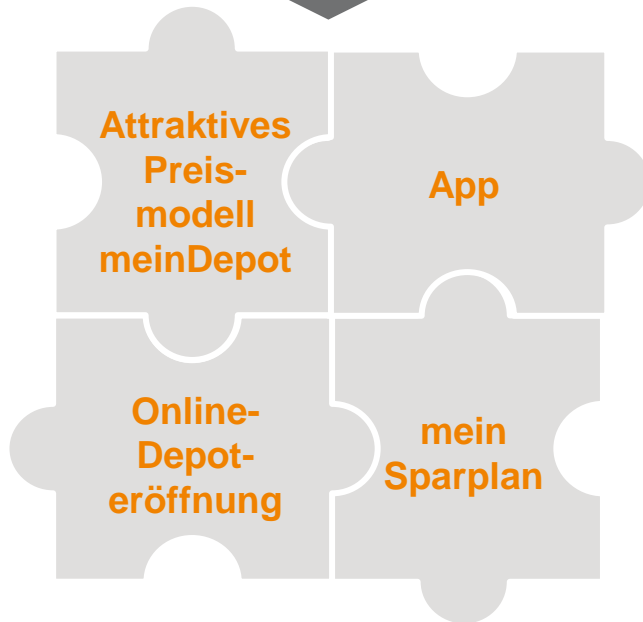 Attraktives
Preis-
modell
meinDepot
App
Online-
Depot-
eröffnung
mein
Sparplan